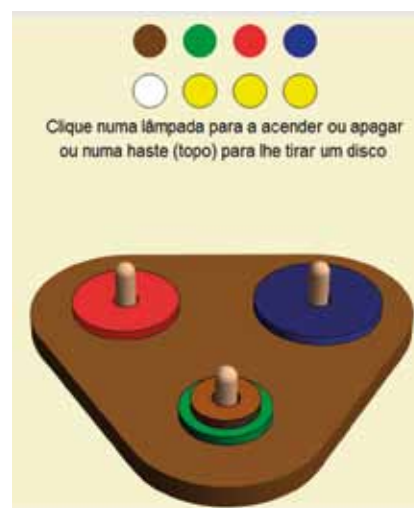 Clique numa lâmpada para a acender ou apagar
ou numa haste (topo) para lhe tirar um disco